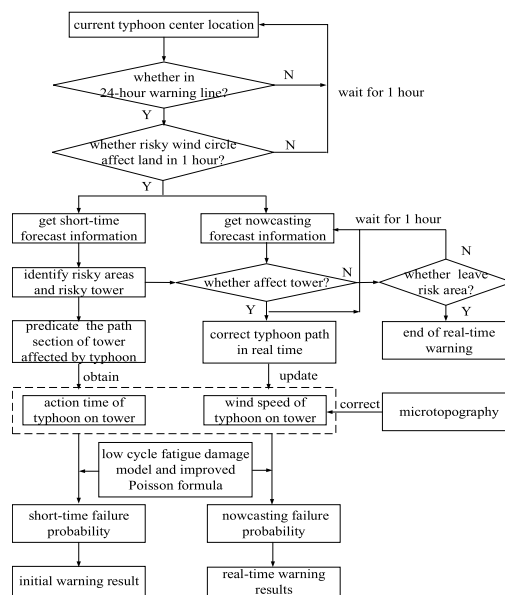 current typhoon center location
whether in
24-hour warning line?
N
wait for 1 hour
Y
whether risky wind circle
affect land in 1 hour?
N
Y
get short-time
forecast information
get nowcasting
forecast information
wait for 1 hour
identify risky areas
and risky tower
whether affect tower?
N
N
whether leave
risk area?
Y
Y
predicate the path
section of tower
affected by typhoon
correct typhoon path
in real time
end of real-time
warning
obtain
update
action time of
typhoon on tower
wind speed of
typhoon on tower
correct
microtopography
low cycle fatigue damage
model and improved
Poisson formula
short-time failure
probability
nowcasting failure
probability
initial warning result
real-time warning
results